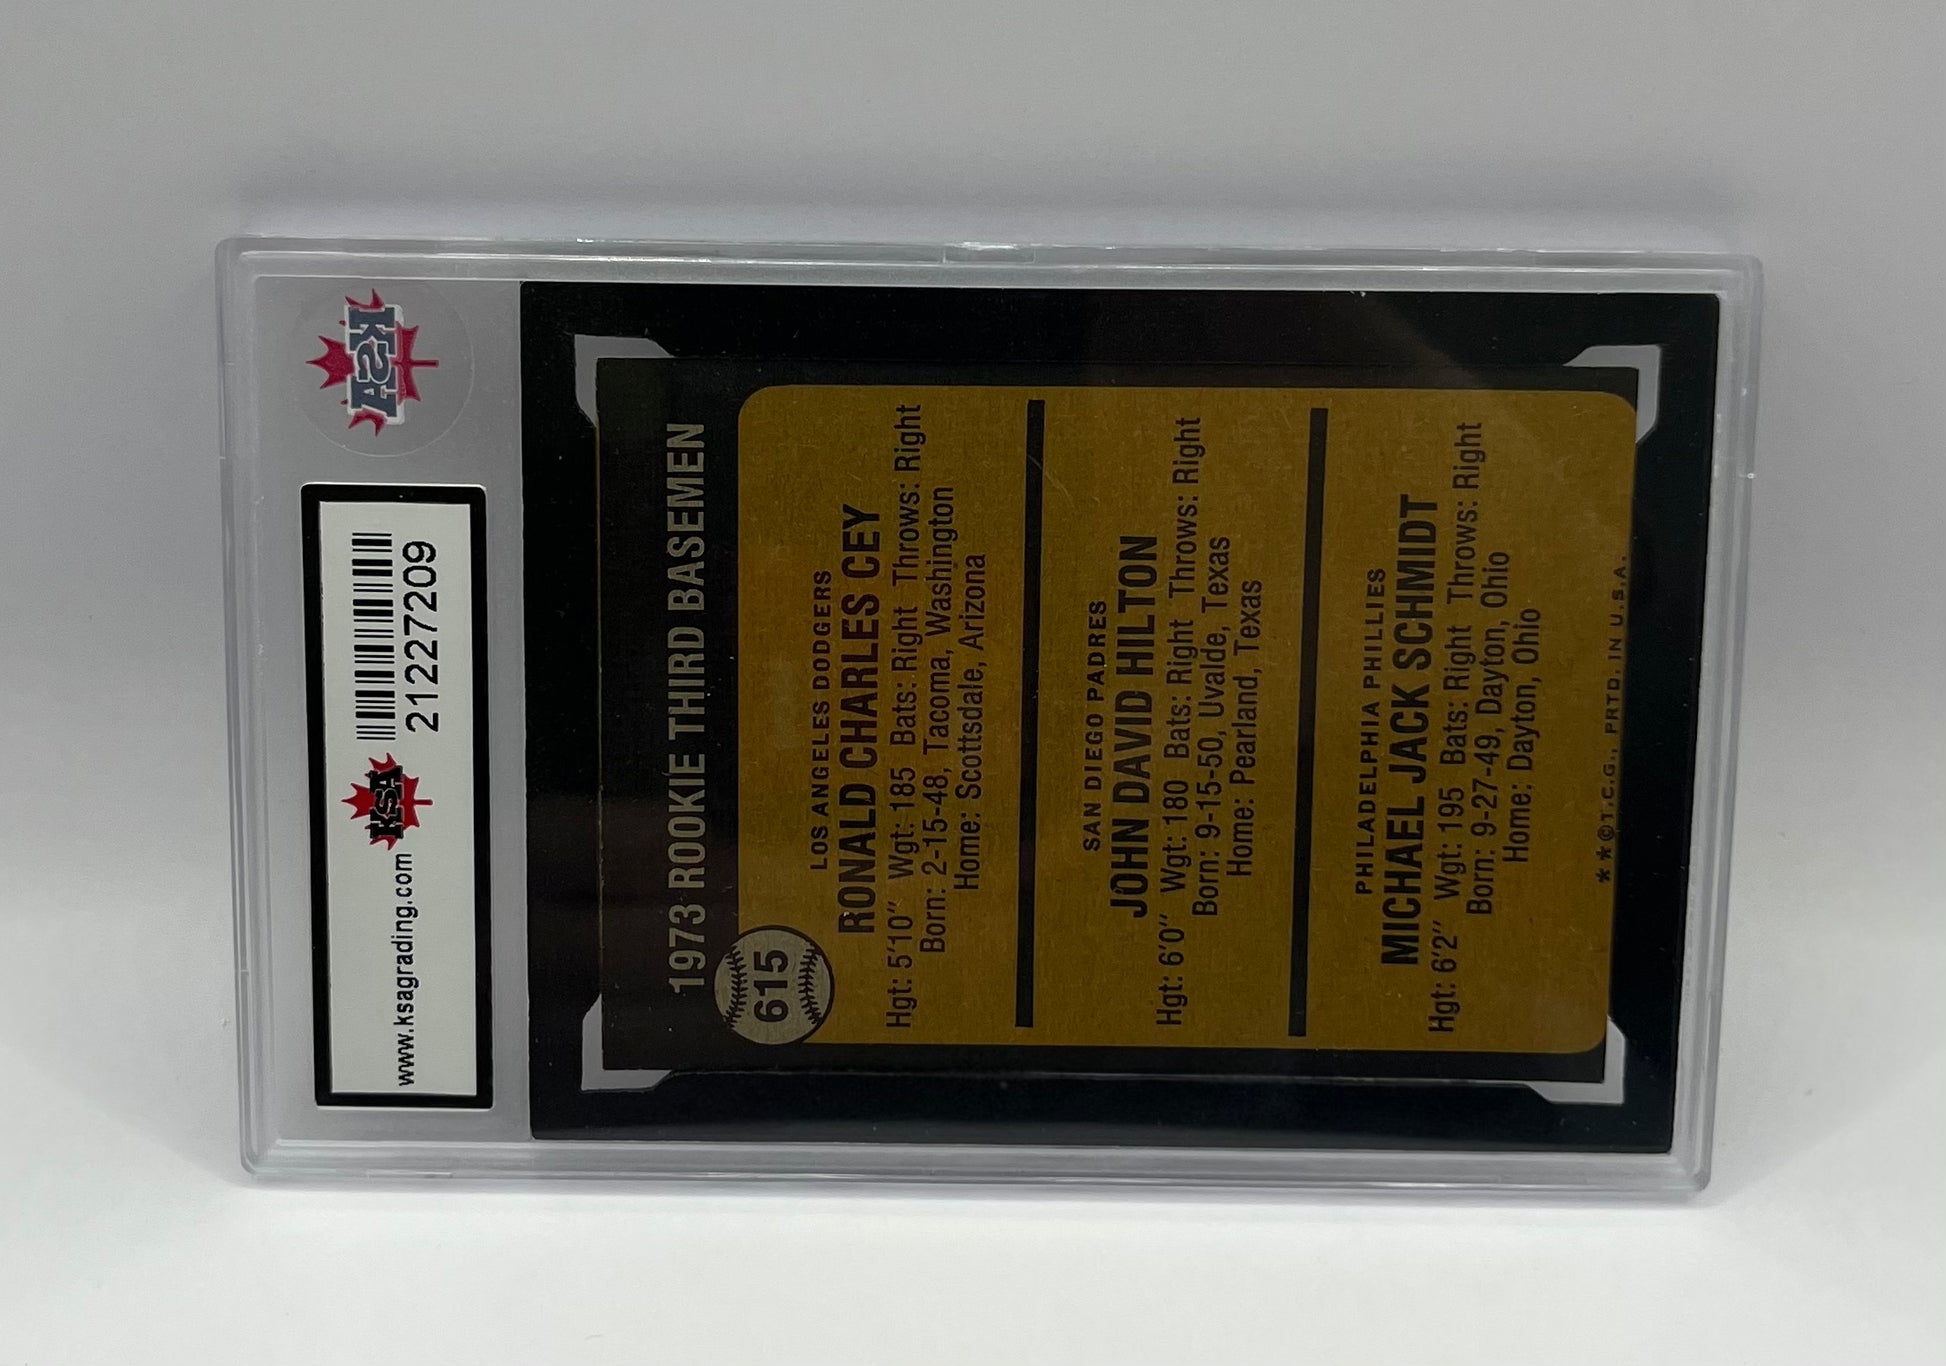 KSA
www.ksagrading.com KSA
21227209
1973 ROOKIE THIRD BASEMEN
615
LOS ANGELES DODGERS
RONALD CHARLES CEY
Hgt: 5'10" Wgt: 185 Bats: Right Throws: Right
Born: 2-15-48, Tacoma, Washington
Home: Scottsdale, Arizona
SAN DIEGO PADRES
JOHN DAVID HILTON
Hgt: 6'0" Wgt: 180 Bats: Right Throws: Right
Born: 9-15-50, Uvalde, Texas
Home: Pearland, Texas
PHILADELPHIA PHILLIES
MICHAEL JACK SCHMIDT
Hgt: 6'2" Wgt: 195 Bats: Right Throws: Right
Born: 9-27-49, Dayton, Ohio
Home: Dayton, Ohio
**©T.C.G., PRTD. IN U.S.A.